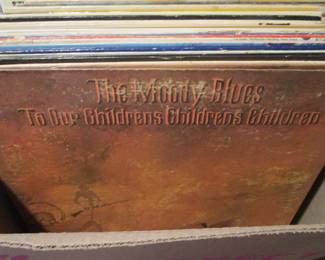 The Moody Blues
To Our Childrens Childrens Children